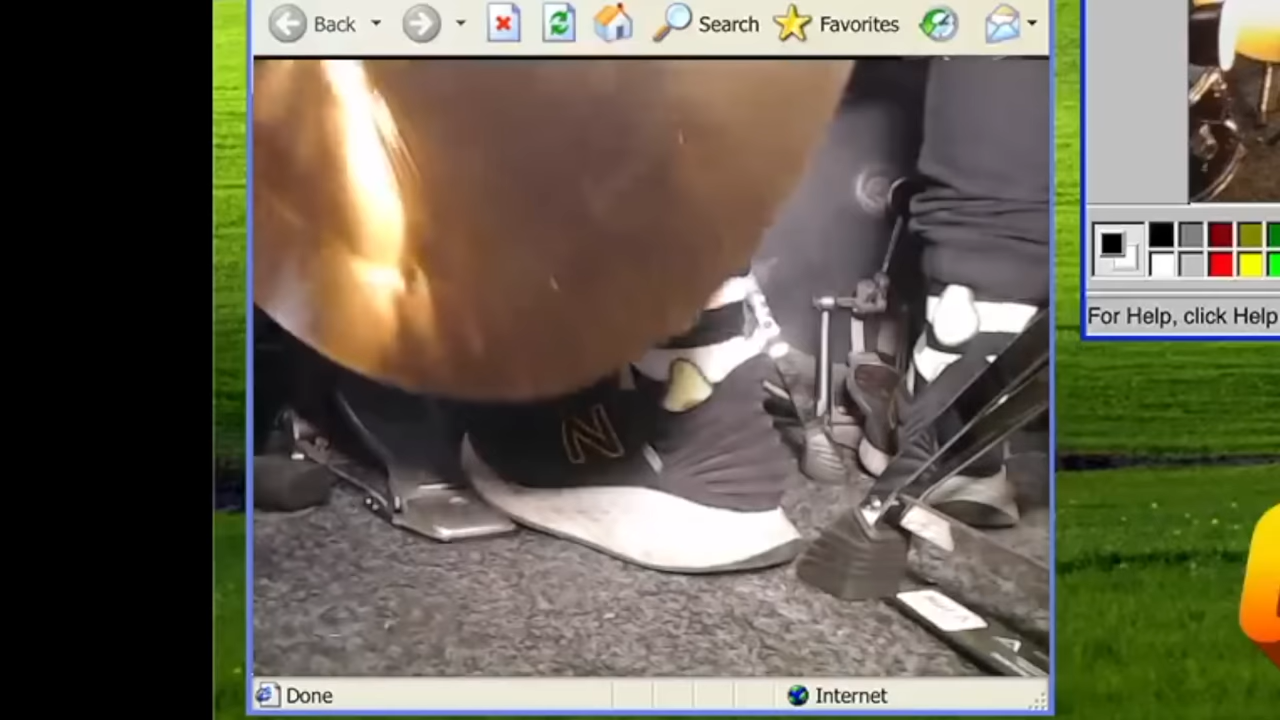 Back
Search
Favorites
For Help, click Help
N
Done
Internet